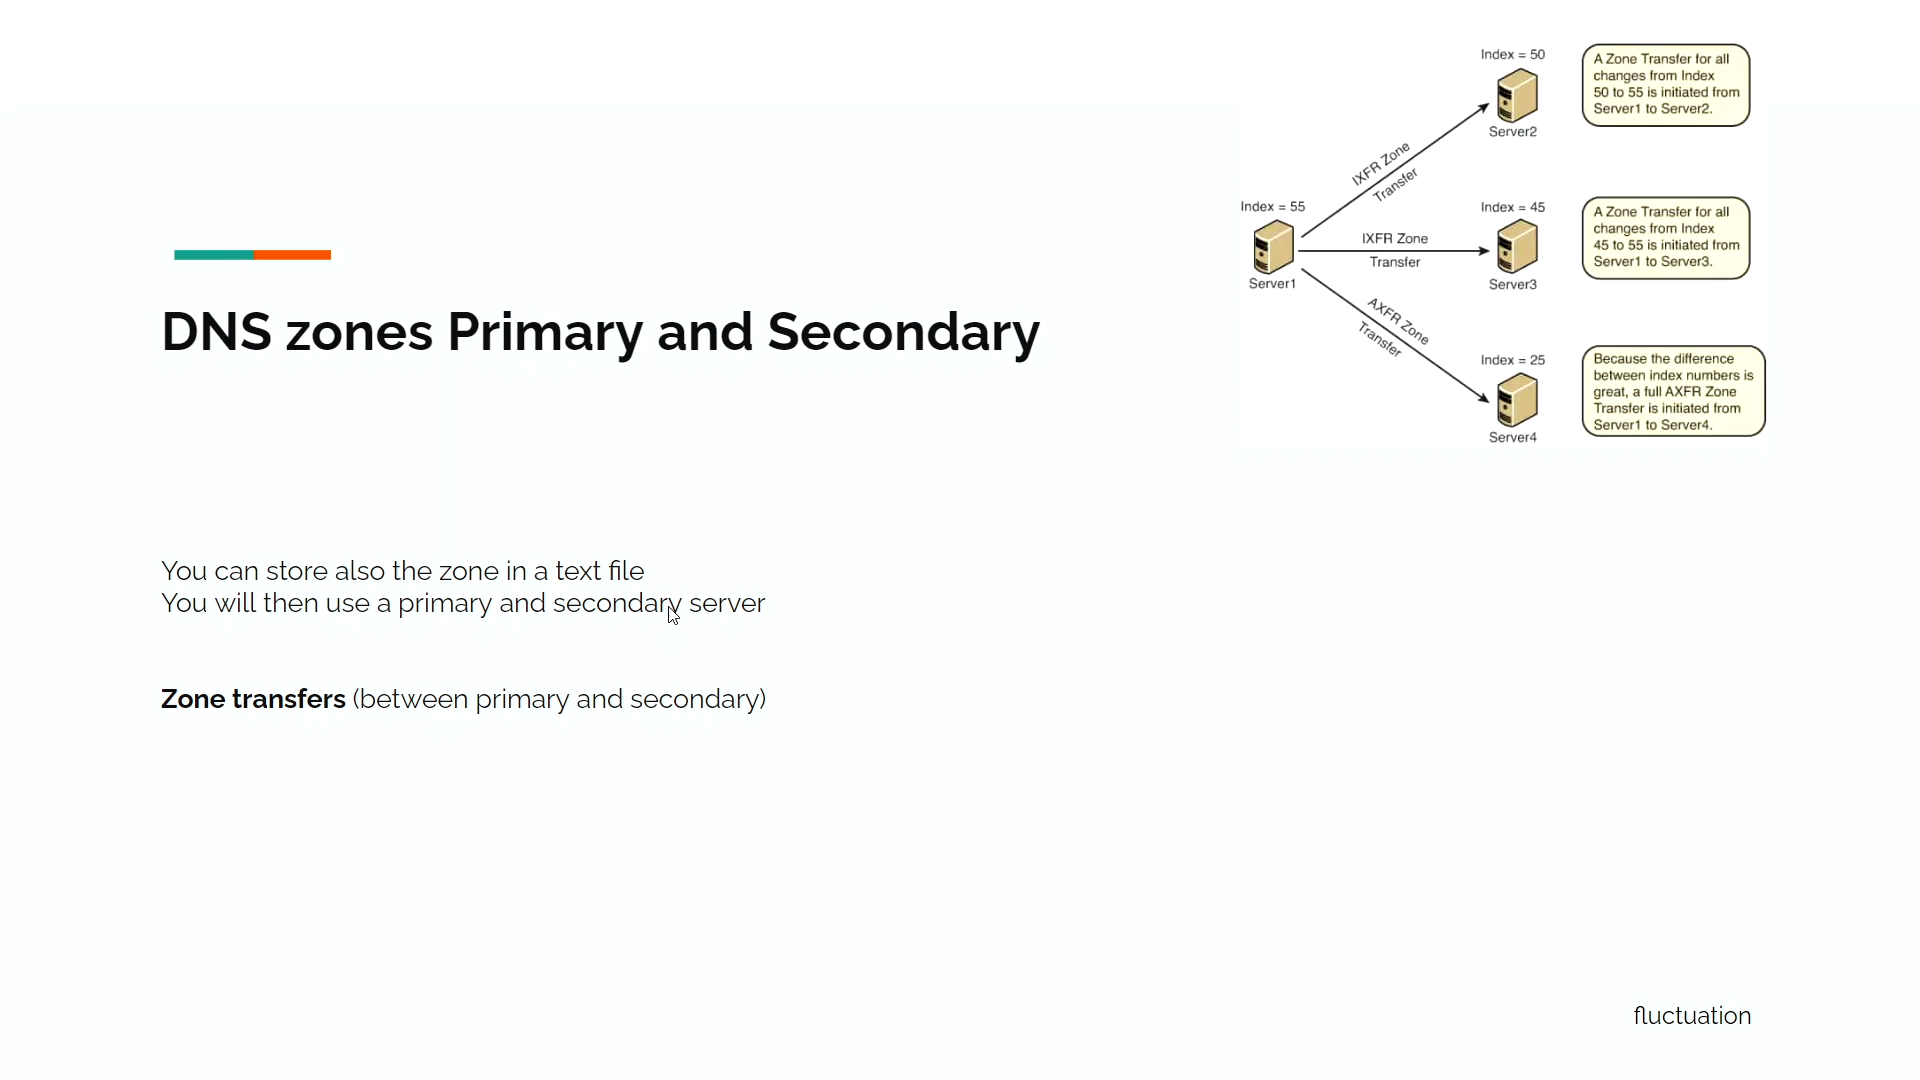 DNS zones Primary and Secondary
You can store also the zone in a text file
You will then use a primary and secondary server
Zone transfers (between primary and secondary)
Index = 55
Server1
IXFR Zone
Transfer
Index = 50
Server2
A Zone Transfer for all
changes from Index
50 to 55 is initiated from
Server1 to Server2.
IXFR Zone
Transfer
Index = 45
Server3
A Zone Transfer for all
changes from Index
45 to 55 is initiated from
Server1 to Server3.
AXFR Zone
Transfer
Index = 25
Server4
Because the difference
between index numbers is
great, a full AXFR Zone
Transfer is initiated from
Server1 to Server4.
fluctuation